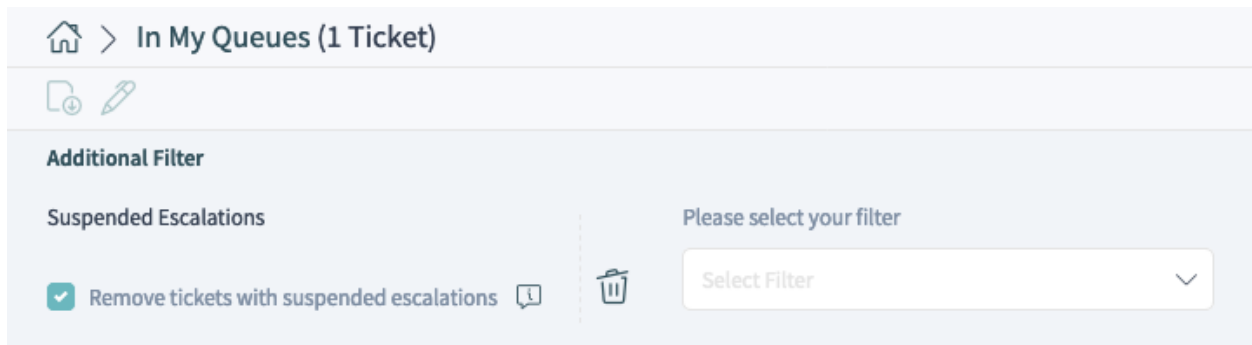 In My Queues (1 Ticket)
Additional Filter
Suspended Escalations
Please select your filter
Remove tickets with suspended escalations
Select Filter